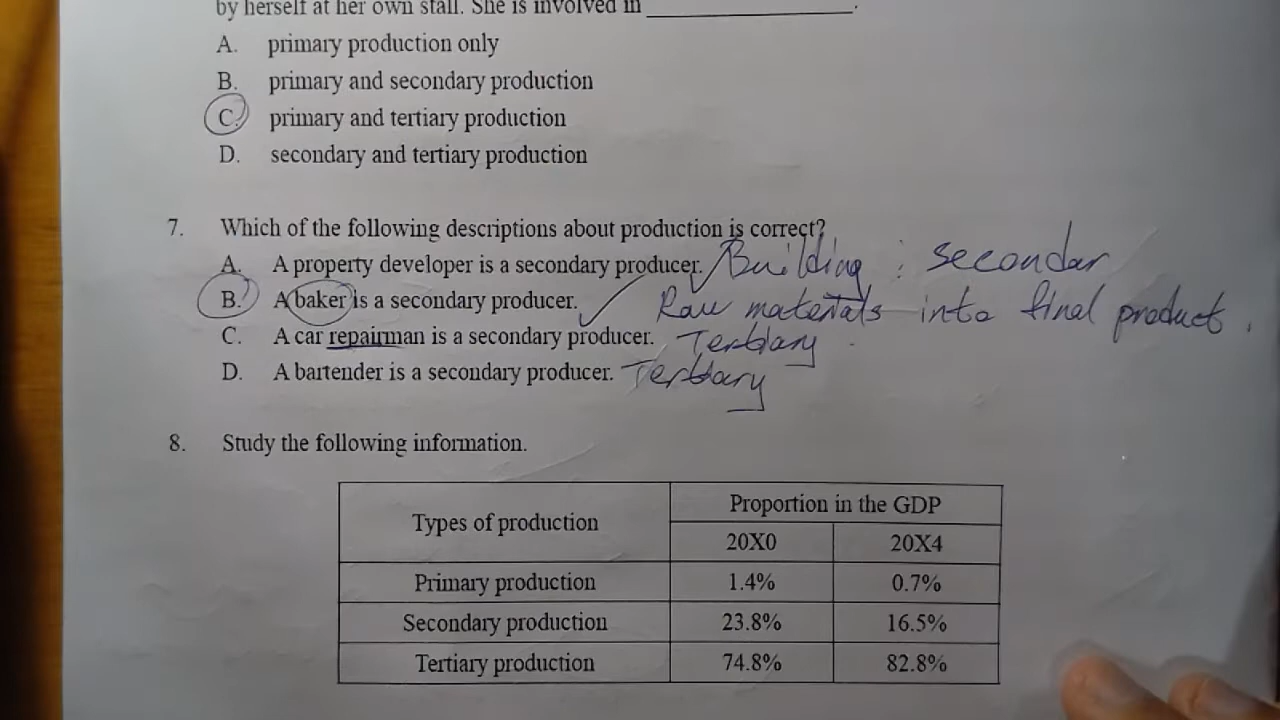 by herself at her own stall. She is involved in ________________.
A. primary production only
B. primary and secondary production
C. primary and tertiary production
D. secondary and tertiary production
7. Which of the following descriptions about production is correct?
A. A property developer is a secondary producer. Building : secondar
B. A baker is a secondary producer. ✓ Raw materials into final product.
C. A car repairman is a secondary producer. Tertiary
D. A bartender is a secondary producer. Tertiary
8. Study the following information.
Types of production Proportion in the GDP
20X0 20X4
Primary production 1.4% 0.7%
Secondary production 23.8% 16.5%
Tertiary production 74.8% 82.8%